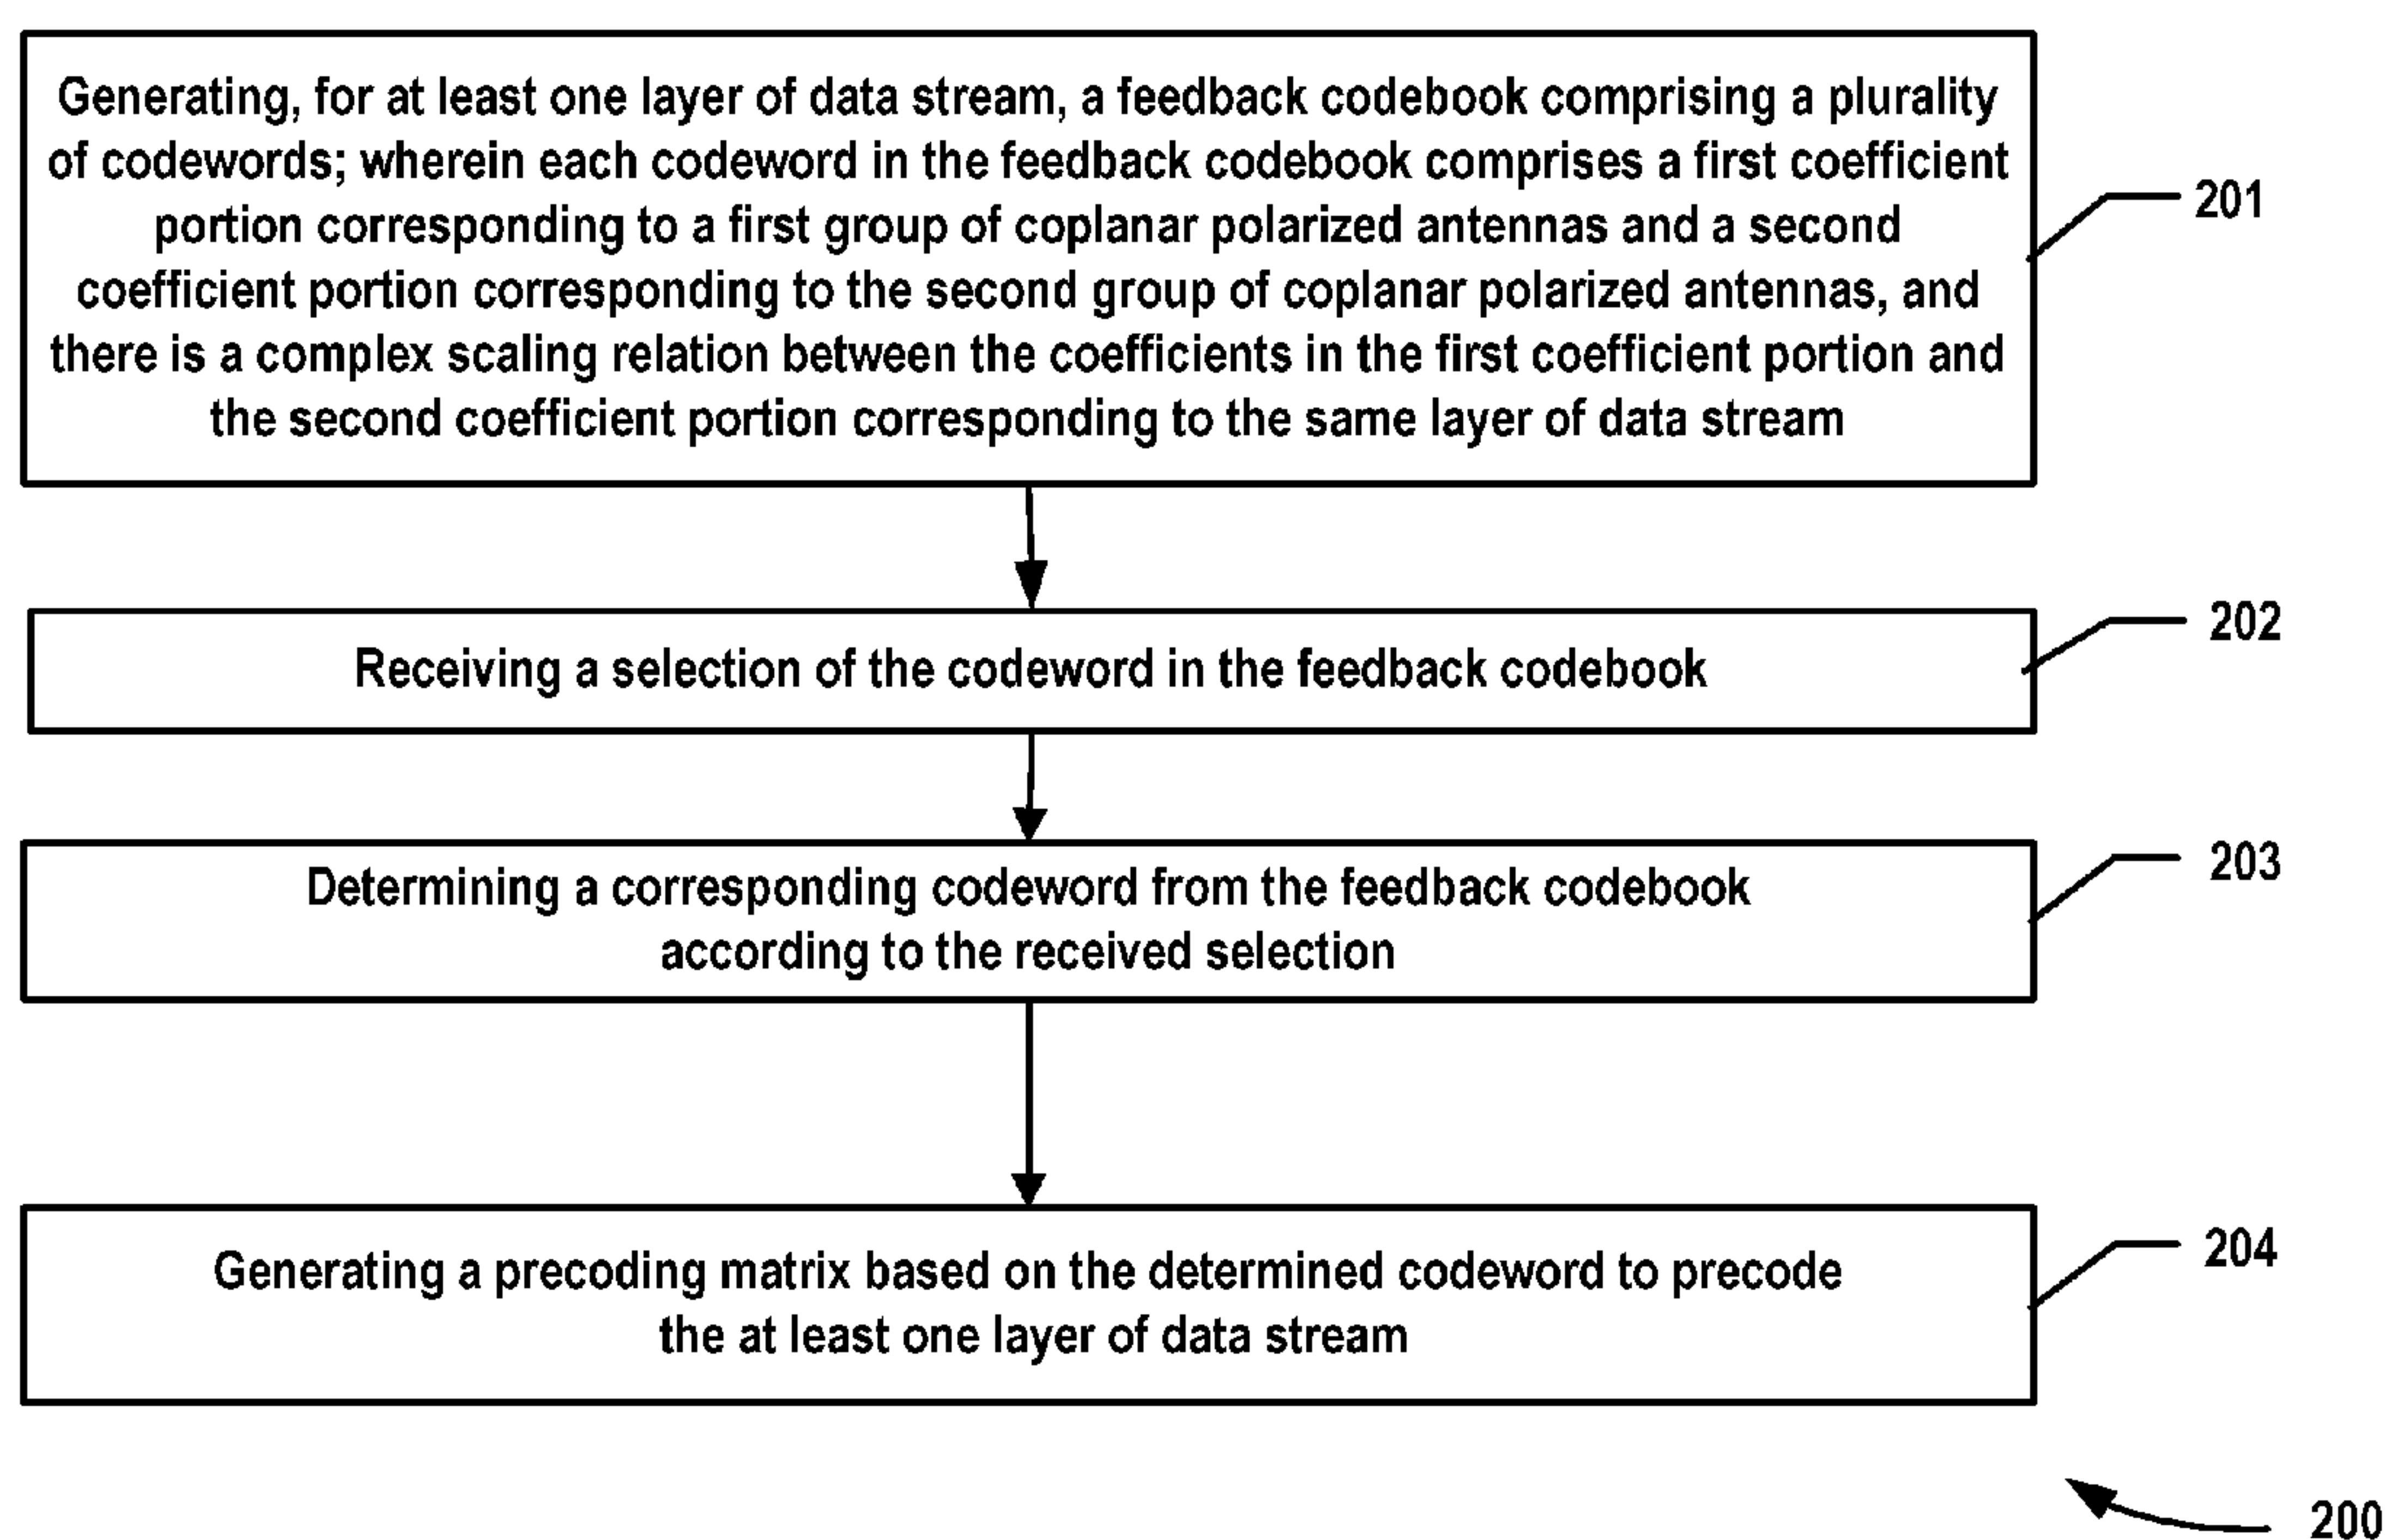 Generating, for at least one layer of data stream, a feedback codebook comprising a plurality
of codewords; wherein each codeword in the feedback codebook comprises a first coefficient
portion corresponding to a first group of coplanar polarized antennas and a second
coefficient portion corresponding to the second group of coplanar polarized antennas, and
there is a complex scaling relation between the coefficients in the first coefficient portion and
the second coefficient portion corresponding to the same layer of data stream
201
Receiving a selection of the codeword in the feedback codebook
202
Determining a corresponding codeword from the feedback codebook
according to the received selection
203
Generating a precoding matrix based on the determined codeword to precode
the at least one layer of data stream
204
200